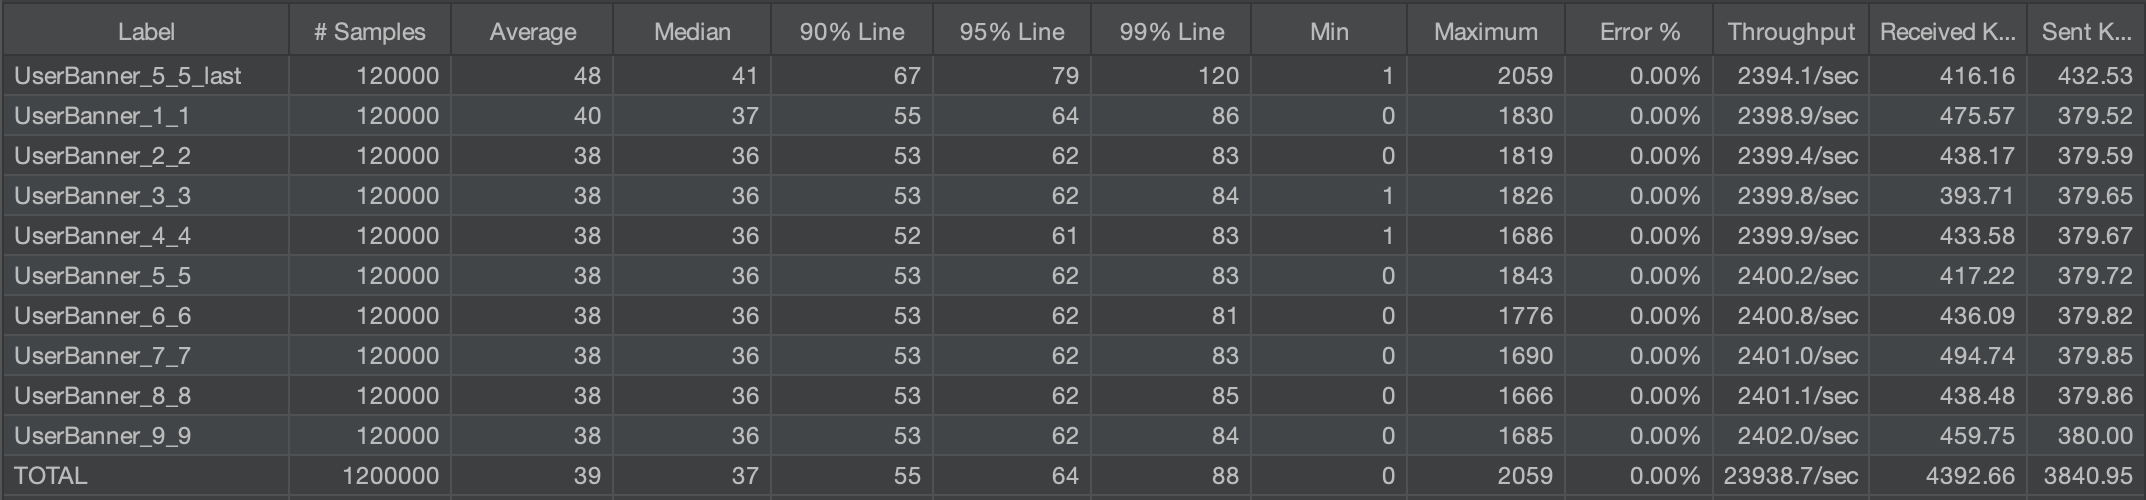 Label # Samples Average Median 90% Line 95% Line 99% Line Min Maximum Error % Throughput Received K... Sent K...
UserBanner_5_5_last 120000 48 41 67 79 120 1 2059 0.00% 2394.1/sec 416.16 432.53
UserBanner_1_1 120000 40 37 55 64 86 0 1830 0.00% 2398.9/sec 475.57 379.52
UserBanner_2_2 120000 38 36 53 62 83 0 1819 0.00% 2399.4/sec 438.17 379.59
UserBanner_3_3 120000 38 36 53 62 84 1 1826 0.00% 2399.8/sec 393.71 379.65
UserBanner_4_4 120000 38 36 52 61 83 1 1686 0.00% 2399.9/sec 433.58 379.67
UserBanner_5_5 120000 38 36 53 62 83 0 1843 0.00% 2400.2/sec 417.22 379.72
UserBanner_6_6 120000 38 36 53 62 81 0 1776 0.00% 2400.8/sec 436.09 379.82
UserBanner_7_7 120000 38 36 53 62 83 0 1690 0.00% 2401.0/sec 494.74 379.85
UserBanner_8_8 120000 38 36 53 62 85 0 1666 0.00% 2401.1/sec 438.48 379.86
UserBanner_9_9 120000 38 36 53 62 84 0 1685 0.00% 2402.0/sec 459.75 380.00
TOTAL 1200000 39 37 55 64 88 0 2059 0.00% 23938.7/sec 4392.66 3840.95